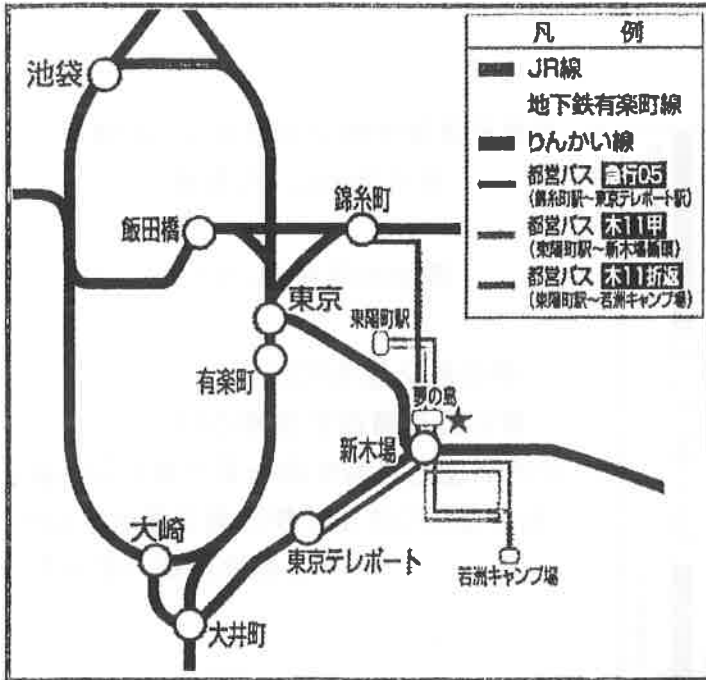 凡 例
JR線
地下鉄有楽町線
りんかい線
都営バス 急行05
(錦糸町駅～東京テレポート駅)
都営バス 木11甲
(東陽町駅～新木場循環)
都営バス 木11折返
(東陽町駅～若洲キャンプ場)
池袋
飯田橋
錦糸町
東京
東陽町駅
有楽町
夢の島
新木場
大崎
東京テレポート
若洲キャンプ場
大井町